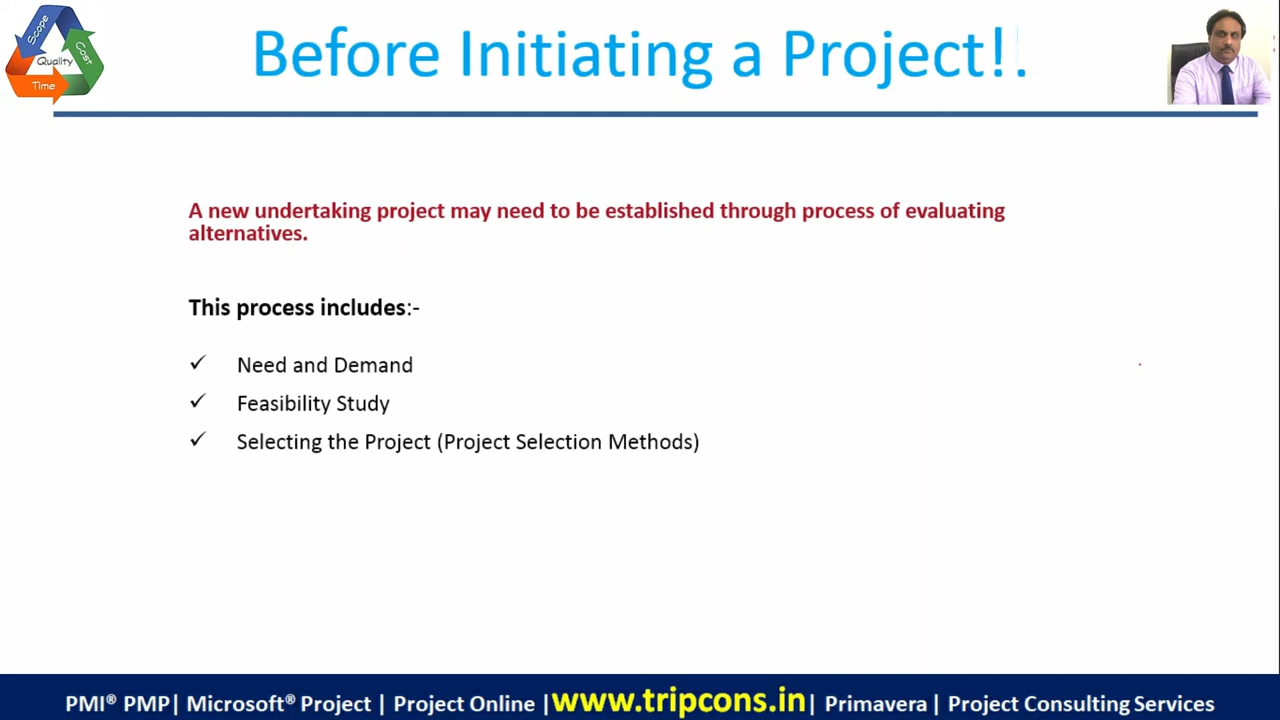 Scope
Cost
Quality
Time
Before Initiating a Project!.
A new undertaking project may need to be established through process of evaluating
alternatives.
This process includes:-
✓ Need and Demand
✓ Feasibility Study
✓ Selecting the Project (Project Selection Methods)
PMI® PMP| Microsoft® Project | Project Online |www.tripcons.in| Primavera | Project Consulting Services